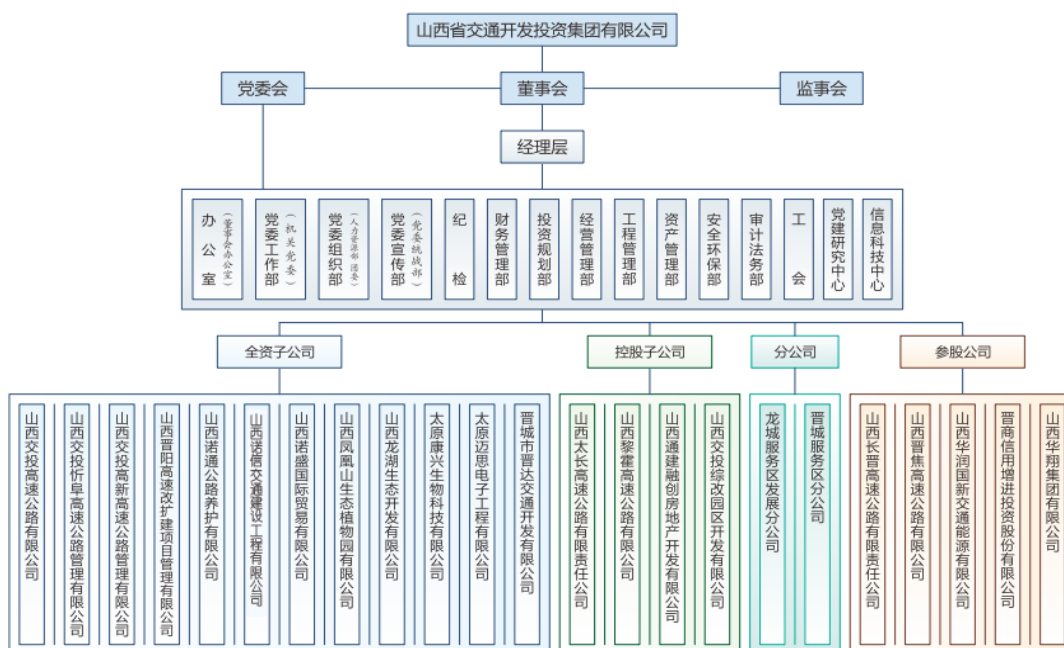 山西省交通开发投资集团有限公司
党委会
董事会
监事会
经理层
办公室
（董事会办公室）
党委工作部
（机关党委）
党委组织部
（人力资源部 团委）
党委宣传部
（党委统战部）
纪检
财务管理部
投资规划部
经营管理部
工程管理部
资产管理部
安全环保部
审计法务部
工会
党建研究中心
信息科技中心
全资子公司
控股子公司
分公司
参股公司
山西交投高速公路有限公司
山西交投忻阜高速公路管理有限公司
山西交投高新高速公路管理有限公司
山西晋阳高速改扩建项目管理有限公司
山西诺通公路养护有限公司
山西诺信交通建设工程有限公司
山西诺盛国际贸易有限公司
山西凤凰山生态植物园有限公司
山西龙湖生态开发有限公司
太原康兴生物科技有限公司
太原迈思电子工程有限公司
晋城市晋达交通开发有限公司
山西太长高速公路有限责任公司
山西黎霍高速公路有限公司
山西通建融创房地产开发有限公司
山西交投综改园区开发有限公司
龙城服务区发展分公司
晋城服务区分公司
山西长晋高速公路有限责任公司
山西晋焦高速公路有限公司
山西华润国新交通能源有限公司
晋商信用增进投资股份有限公司
山西华翔集团有限公司